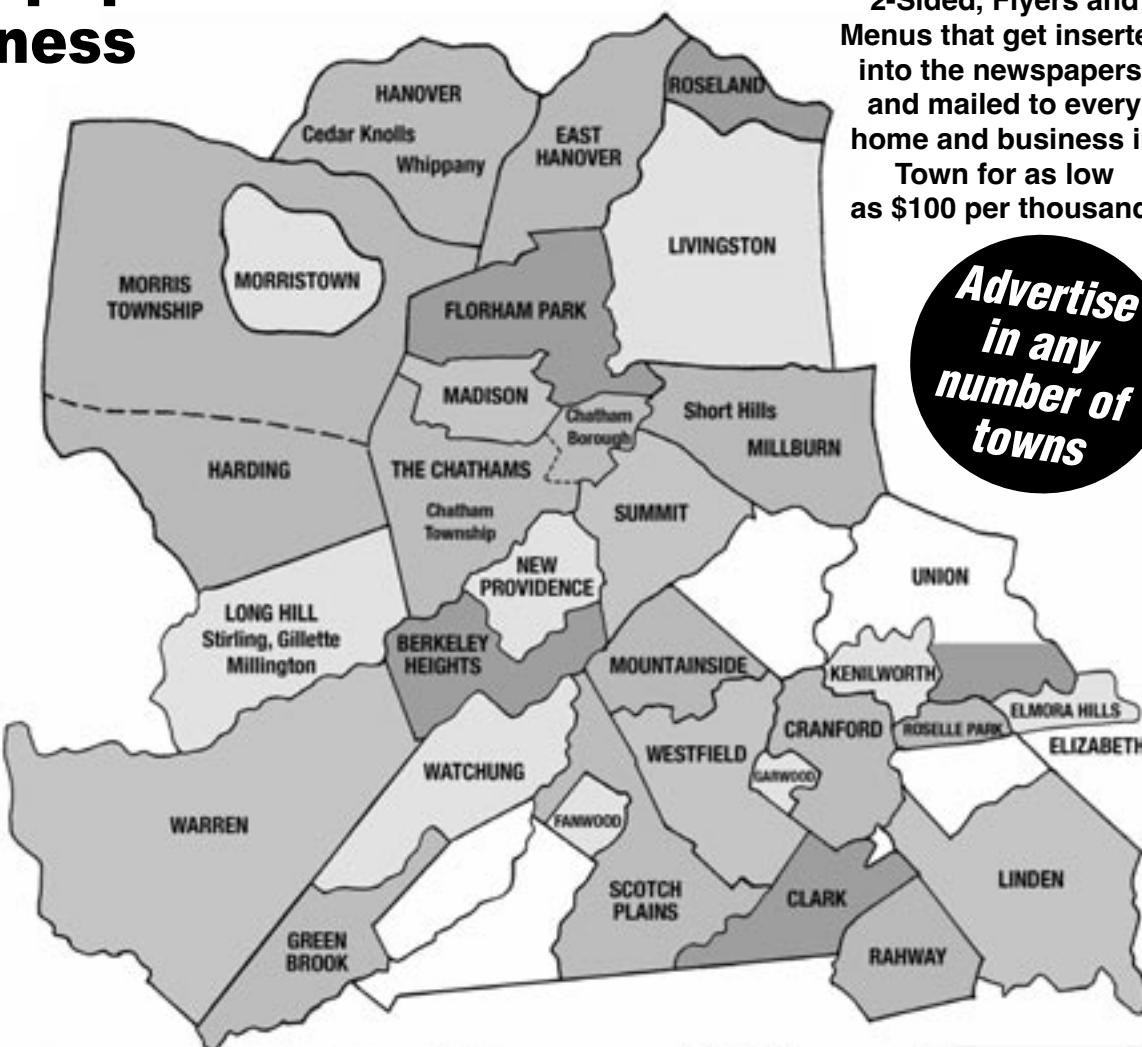 ness
2-Sided, Flyers and
Menus that get inserte
into the newspapers
and mailed to every
home and business i
Town for as low
as $100 per thousand
Advertise
in any
number of
towns
HANOVER
Cedar Knolls
Whippany
EAST
HANOVER
ROSELAND
LIVINGSTON
MORRIS
TOWNSHIP
MORRISTOWN
FLORHAM PARK
MADISON
Chatham
Borough
Short Hills
MILLBURN
HARDING
THE CHATHAMS
Chatham
Township
SUMMIT
NEW
PROVIDENCE
UNION
LONG HILL
Stirling, Gillette
Millington
BERKELEY
HEIGHTS
MOUNTAINSIDE
KENILWORTH
ELMORA HILLS
ROSELLE PARK
ELIZABETH
CRANFORD
WESTFIELD
GARWOOD
WATCHUNG
WARREN
FANWOOD
SCOTCH
PLAINS
CLARK
LINDEN
GREEN
BROOK
RAHWAY